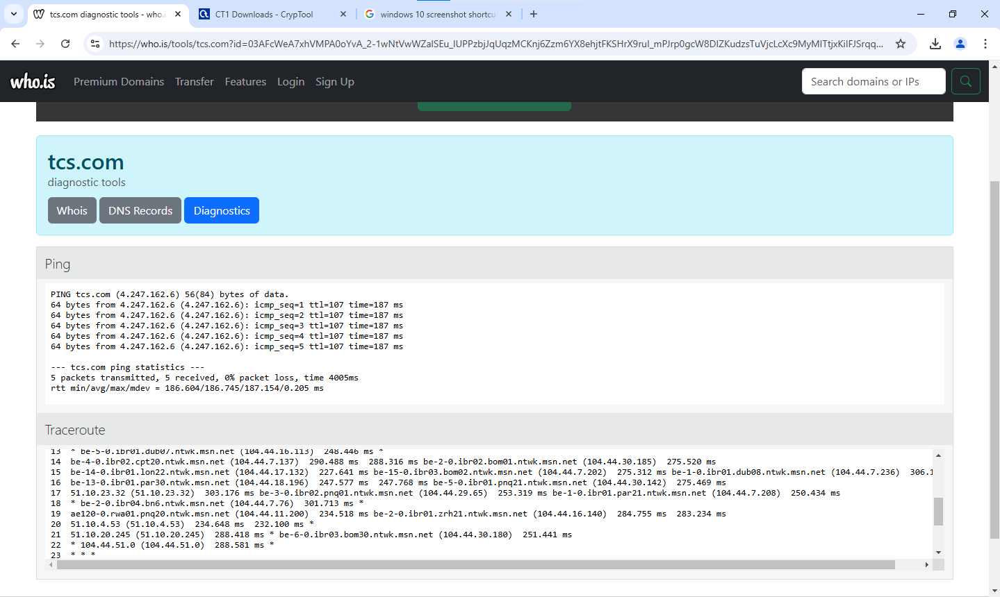 tcs.com diagnostic tools - who.i
CT1 Downloads - CrypTool
windows 10 screenshot shortcu
https://who.is/tools/tcs.com?id=03AFcWeA7xhVMPA0oYvA_2-1wNtVwWZalSEu_lUPPzbjJqUqzMCKnj6Zzm6YX8ehjtFKSHrX9rul_mPJrp0gcW8DlZKudzsTuVjcLcXc9MyMITtjxKiIFJSrqq...
who.is
Premium Domains Transfer Features Login Sign Up
Search domains or IPs
tcs.com
diagnostic tools
Whois DNS Records Diagnostics
Ping
PING tcs.com (4.247.162.6) 56(84) bytes of data.
64 bytes from 4.247.162.6 (4.247.162.6): icmp_seq=1 ttl=107 time=187 ms
64 bytes from 4.247.162.6 (4.247.162.6): icmp_seq=2 ttl=107 time=187 ms
64 bytes from 4.247.162.6 (4.247.162.6): icmp_seq=3 ttl=107 time=187 ms
64 bytes from 4.247.162.6 (4.247.162.6): icmp_seq=4 ttl=107 time=187 ms
64 bytes from 4.247.162.6 (4.247.162.6): icmp_seq=5 ttl=107 time=187 ms
--- tcs.com ping statistics ---
5 packets transmitted, 5 received, 0% packet loss, time 4005ms
rtt min/avg/max/mdev = 186.604/186.745/187.154/0.205 ms
Traceroute
13 * be-5-0.ibr01.dub07.ntwk.msn.net (104.44.16.113) 248.446 ms *
14 be-4-0.ibr02.cpt20.ntwk.msn.net (104.44.7.137) 290.488 ms 288.316 ms be-2-0.ibr02.bom01.ntwk.msn.net (104.44.30.185) 275.520 ms
15 be-14-0.ibr01.lon22.ntwk.msn.net (104.44.17.132) 227.641 ms be-15-0.ibr03.bom02.ntwk.msn.net (104.44.7.202) 275.312 ms be-1-0.ibr01.dub08.ntwk.msn.net (104.44.7.236) 306.1
16 be-13-0.ibr01.par30.ntwk.msn.net (104.44.18.196) 247.577 ms 247.768 ms be-5-0.ibr01.pnq21.ntwk.msn.net (104.44.30.142) 275.469 ms
17 51.10.23.32 (51.10.23.32) 303.176 ms be-3-0.ibr02.pnq01.ntwk.msn.net (104.44.29.65) 253.319 ms be-1-0.ibr01.par21.ntwk.msn.net (104.44.7.208) 250.434 ms
18 * be-2-0.ibr04.bn6.ntwk.msn.net (104.44.7.76) 301.713 ms *
19 ae120-0.rwa01.pnq20.ntwk.msn.net (104.44.11.200) 234.518 ms be-2-0.ibr01.zrh21.ntwk.msn.net (104.44.16.140) 284.755 ms 283.234 ms
20 51.10.4.53 (51.10.4.53) 234.648 ms 232.100 ms *
21 51.10.20.245 (51.10.20.245) 288.418 ms * be-6-0.ibr03.bom30.ntwk.msn.net (104.44.30.180) 251.441 ms
22 * 104.44.51.0 (104.44.51.0) 288.581 ms *
23 * * *